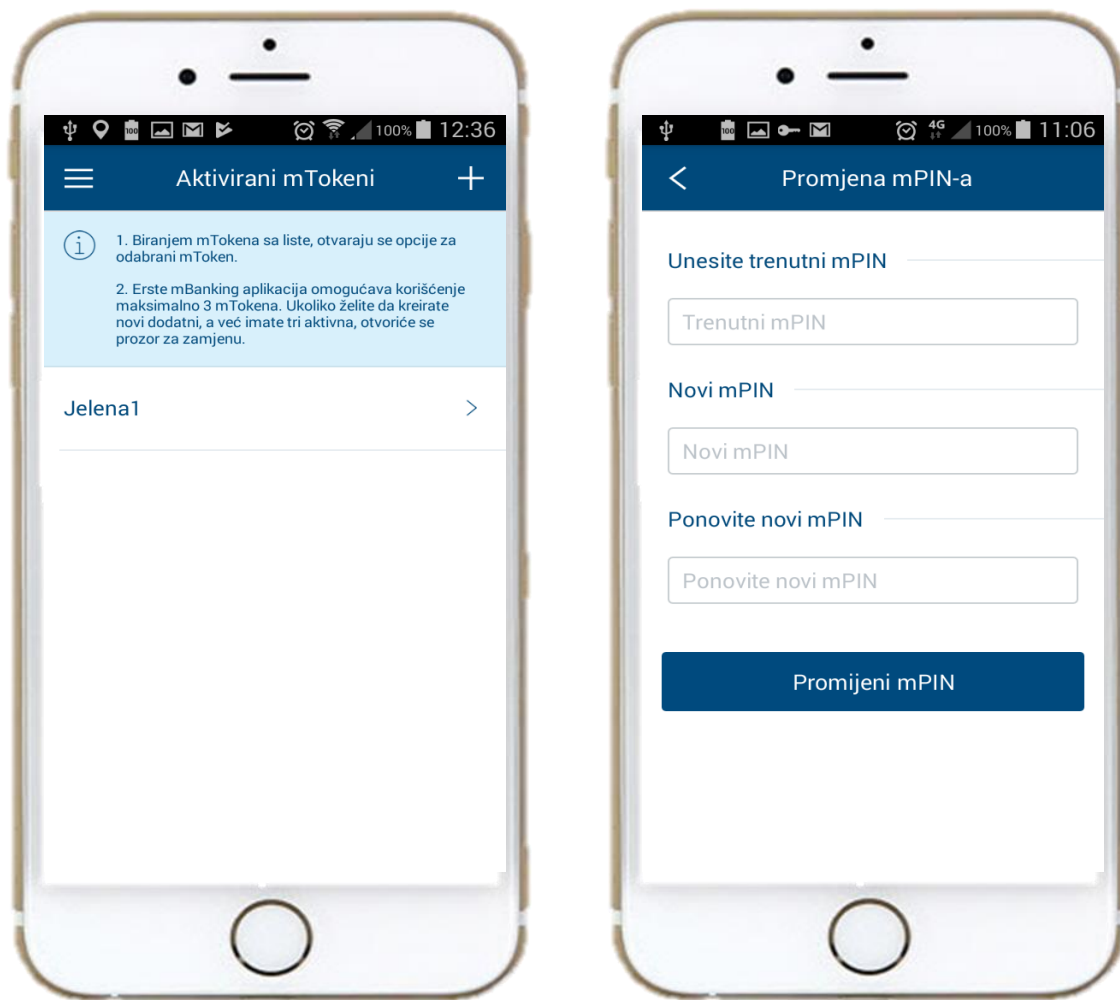 100
100% 12:36
Aktivirani mTokeni
i
1. Biranjem mTokena sa liste, otvaraju se opcije za
odabrani mToken.
2. Erste mBanking aplikacija omogućava korišćenje
maksimalno 3 mTokena. Ukoliko želite da kreirate
novi dodatni, a već imate tri aktivna, otvoriće se
prozor za zamjenu.
Jelena1
100
4G 100% 11:06
Promjena mPIN-a
Unesite trenutni mPIN
Trenutni mPIN
Novi mPIN
Novi mPIN
Ponovite novi mPIN
Ponovite novi mPIN
Promijeni mPIN